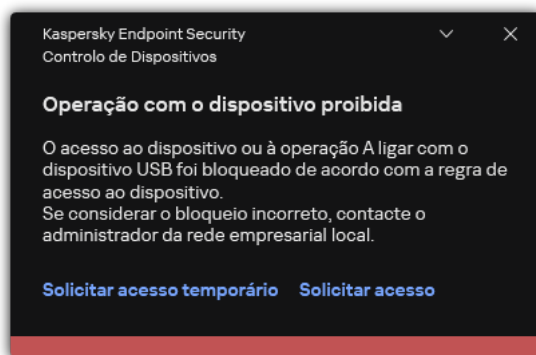 Kaspersky Endpoint Security
Controlo de Dispositivos
Operação com o dispositivo proibida
O acesso ao dispositivo ou à operação A ligar com o
dispositivo USB foi bloqueado de acordo com a regra de
acesso ao dispositivo.
Se considerar o bloqueio incorreto, contacte o
administrador da rede empresarial local.
Solicitar acesso temporário Solicitar acesso